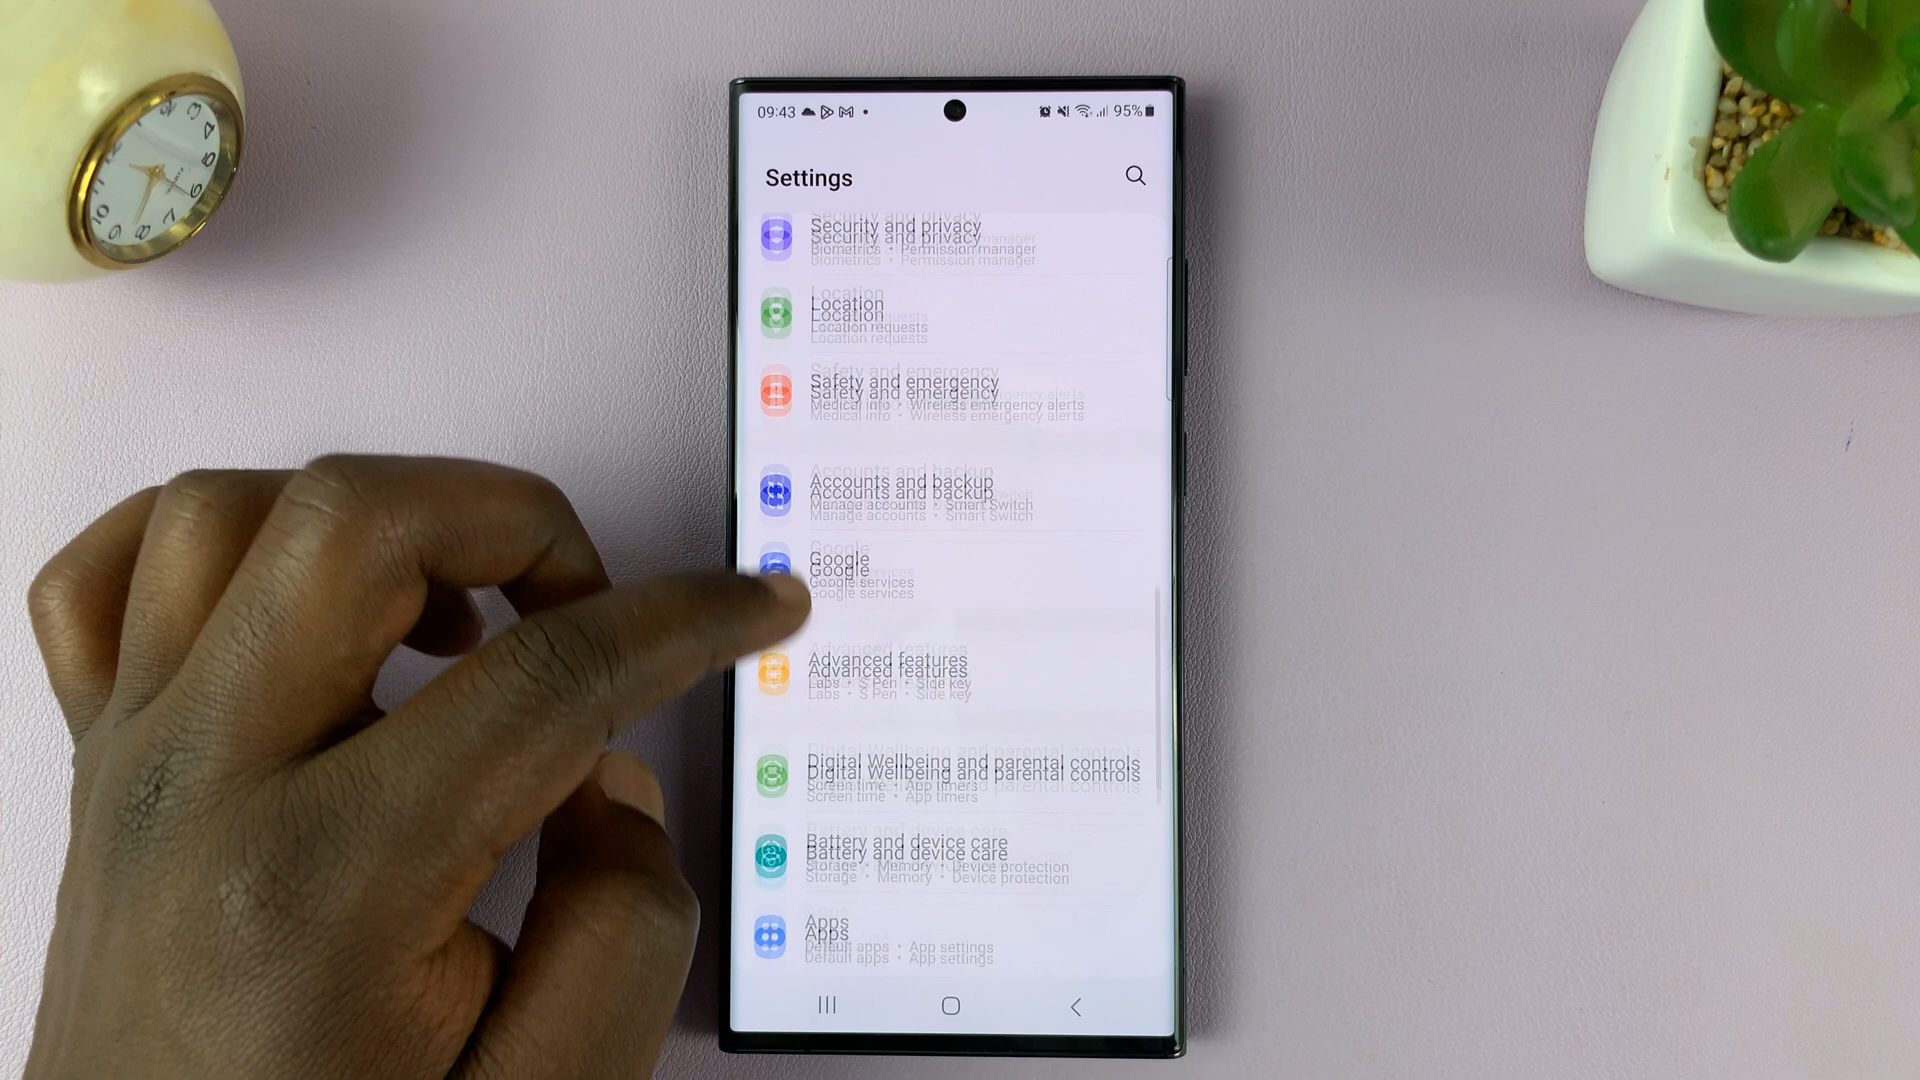 09:43
95%
Settings
Security and privacy
Biometrics • Permission manager
Location
Location requests
Safety and emergency
Medical info • Wireless emergency alerts
Accounts and backup
Manage accounts • Smart Switch
Google
Google services
Advanced features
Labs • S Pen • Side key
Digital Wellbeing and parental controls
Screen time • App timers
Battery and device care
Storage • Memory • Device protection
Apps
Default apps • App settings